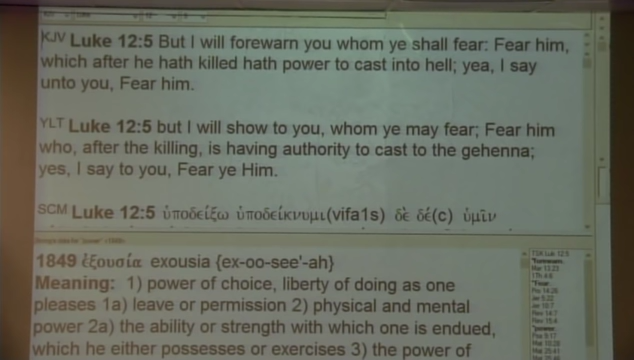 KJV Luke 12:5 But I will forewarn you whom ye shall fear: Fear him,
which after he hath killed hath power to cast into hell; yea, I say
unto you, Fear him.
YLT Luke 12:5 but I will show to you, whom ye may fear; Fear him
who, after the killing, is having authority to cast to the gehenna;
yes, I say to you, Fear ye Him.
SCM Luke 12:5 ὑποδείξω ὑποδείκνυμι(vifa1s) δὲ δέ(c) ὑμῖν
1849 ἐξουσία exousia {ex-oo-see'-ah}
Meaning: 1) power of choice, liberty of doing as one
pleases 1a) leave or permission 2) physical and mental
power 2a) the ability or strength with which one is endued,
which he either possesses or exercises 3) the power of
TSK Luk 12:5